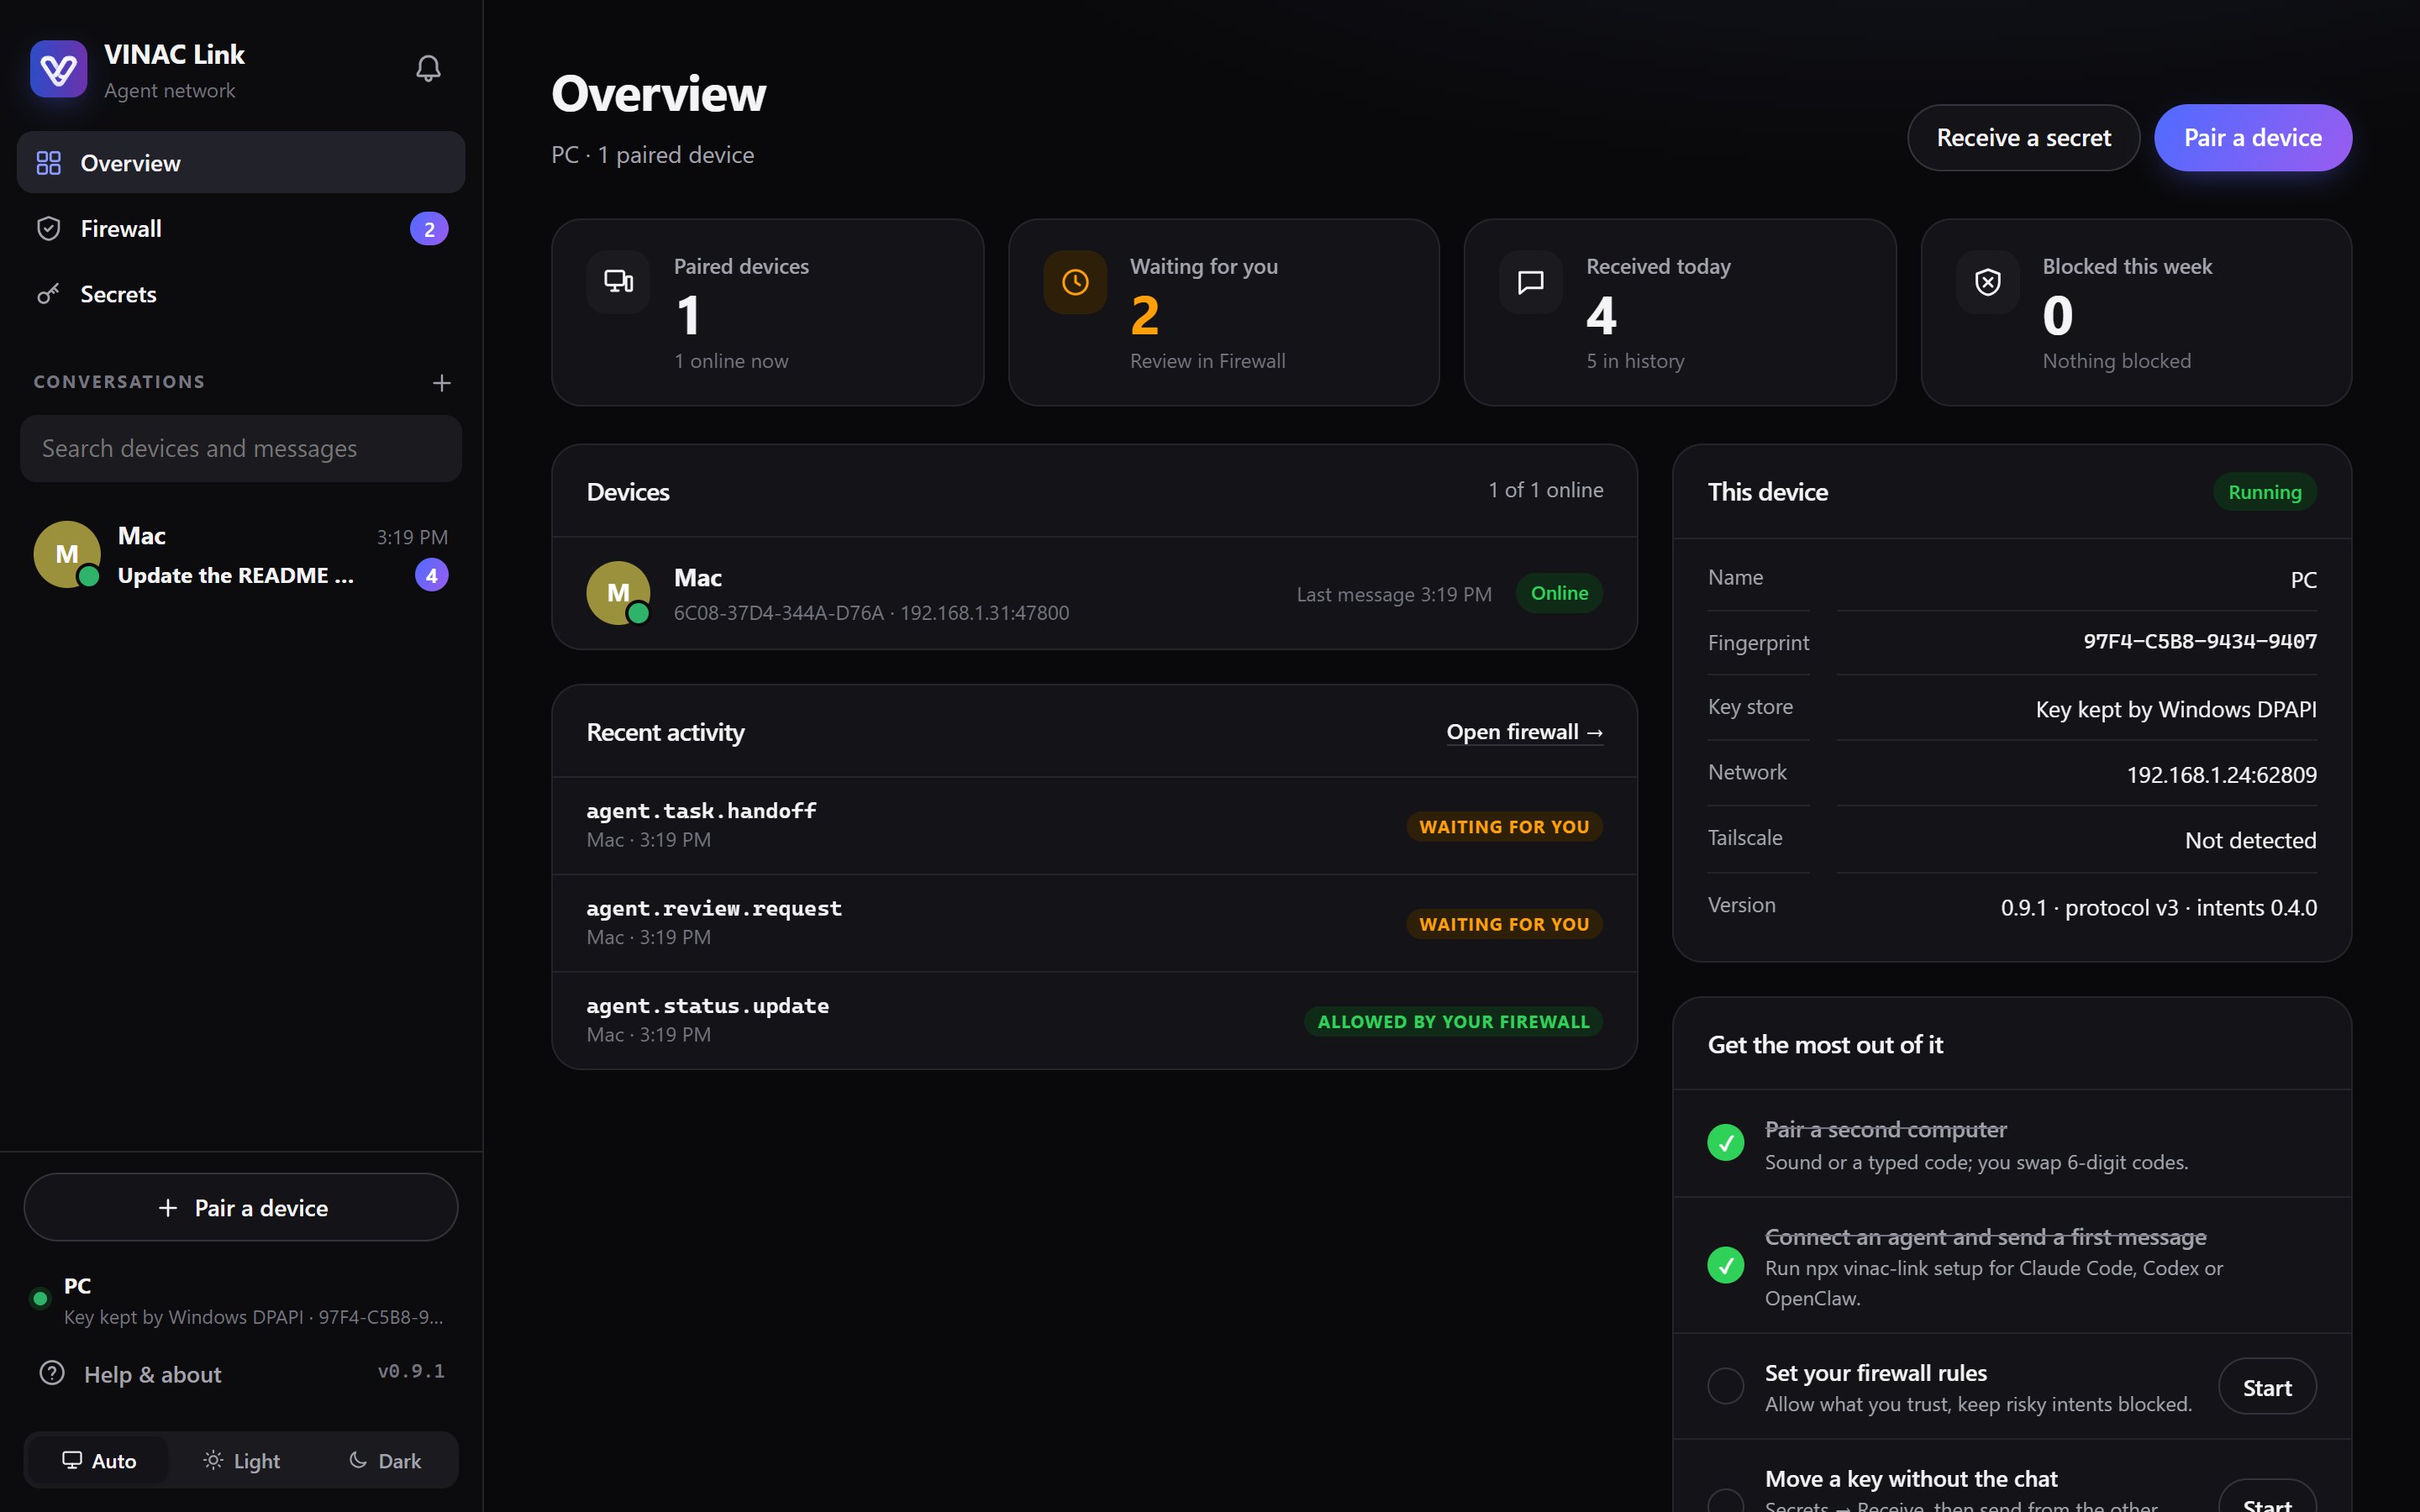 VINAC Link
Agent network
Overview
Firewall
2
Secrets
CONVERSATIONS
Search devices and messages
M
Mac
3:19 PM
Update the README ...
4
Pair a device
PC
Key kept by Windows DPAPI · 97F4-C5B8-9...
Help & about
v0.9.1
Auto
Light
Dark
Overview
PC · 1 paired device
Receive a secret
Pair a device
Paired devices
1
1 online now
Waiting for you
2
Review in Firewall
Received today
4
5 in history
Blocked this week
0
Nothing blocked
Devices
1 of 1 online
M
Mac
6C08-37D4-344A-D76A · 192.168.1.31:47800
Last message 3:19 PM
Online
Recent activity
Open firewall →
agent.task.handoff
Mac · 3:19 PM
WAITING FOR YOU
agent.review.request
Mac · 3:19 PM
WAITING FOR YOU
agent.status.update
Mac · 3:19 PM
ALLOWED BY YOUR FIREWALL
This device
Running
Name
PC
Fingerprint
97F4-C5B8-9434-9407
Key store
Key kept by Windows DPAPI
Network
192.168.1.24:62809
Tailscale
Not detected
Version
0.9.1 · protocol v3 · intents 0.4.0
Get the most out of it
Pair a second computer
Sound or a typed code; you swap 6-digit codes.
Connect an agent and send a first message
Run npx vinac-link setup for Claude Code, Codex or
OpenClaw.
Set your firewall rules
Allow what you trust, keep risky intents blocked.
Start
Move a key without the chat
Secrets → Receive, then send from the other
Start